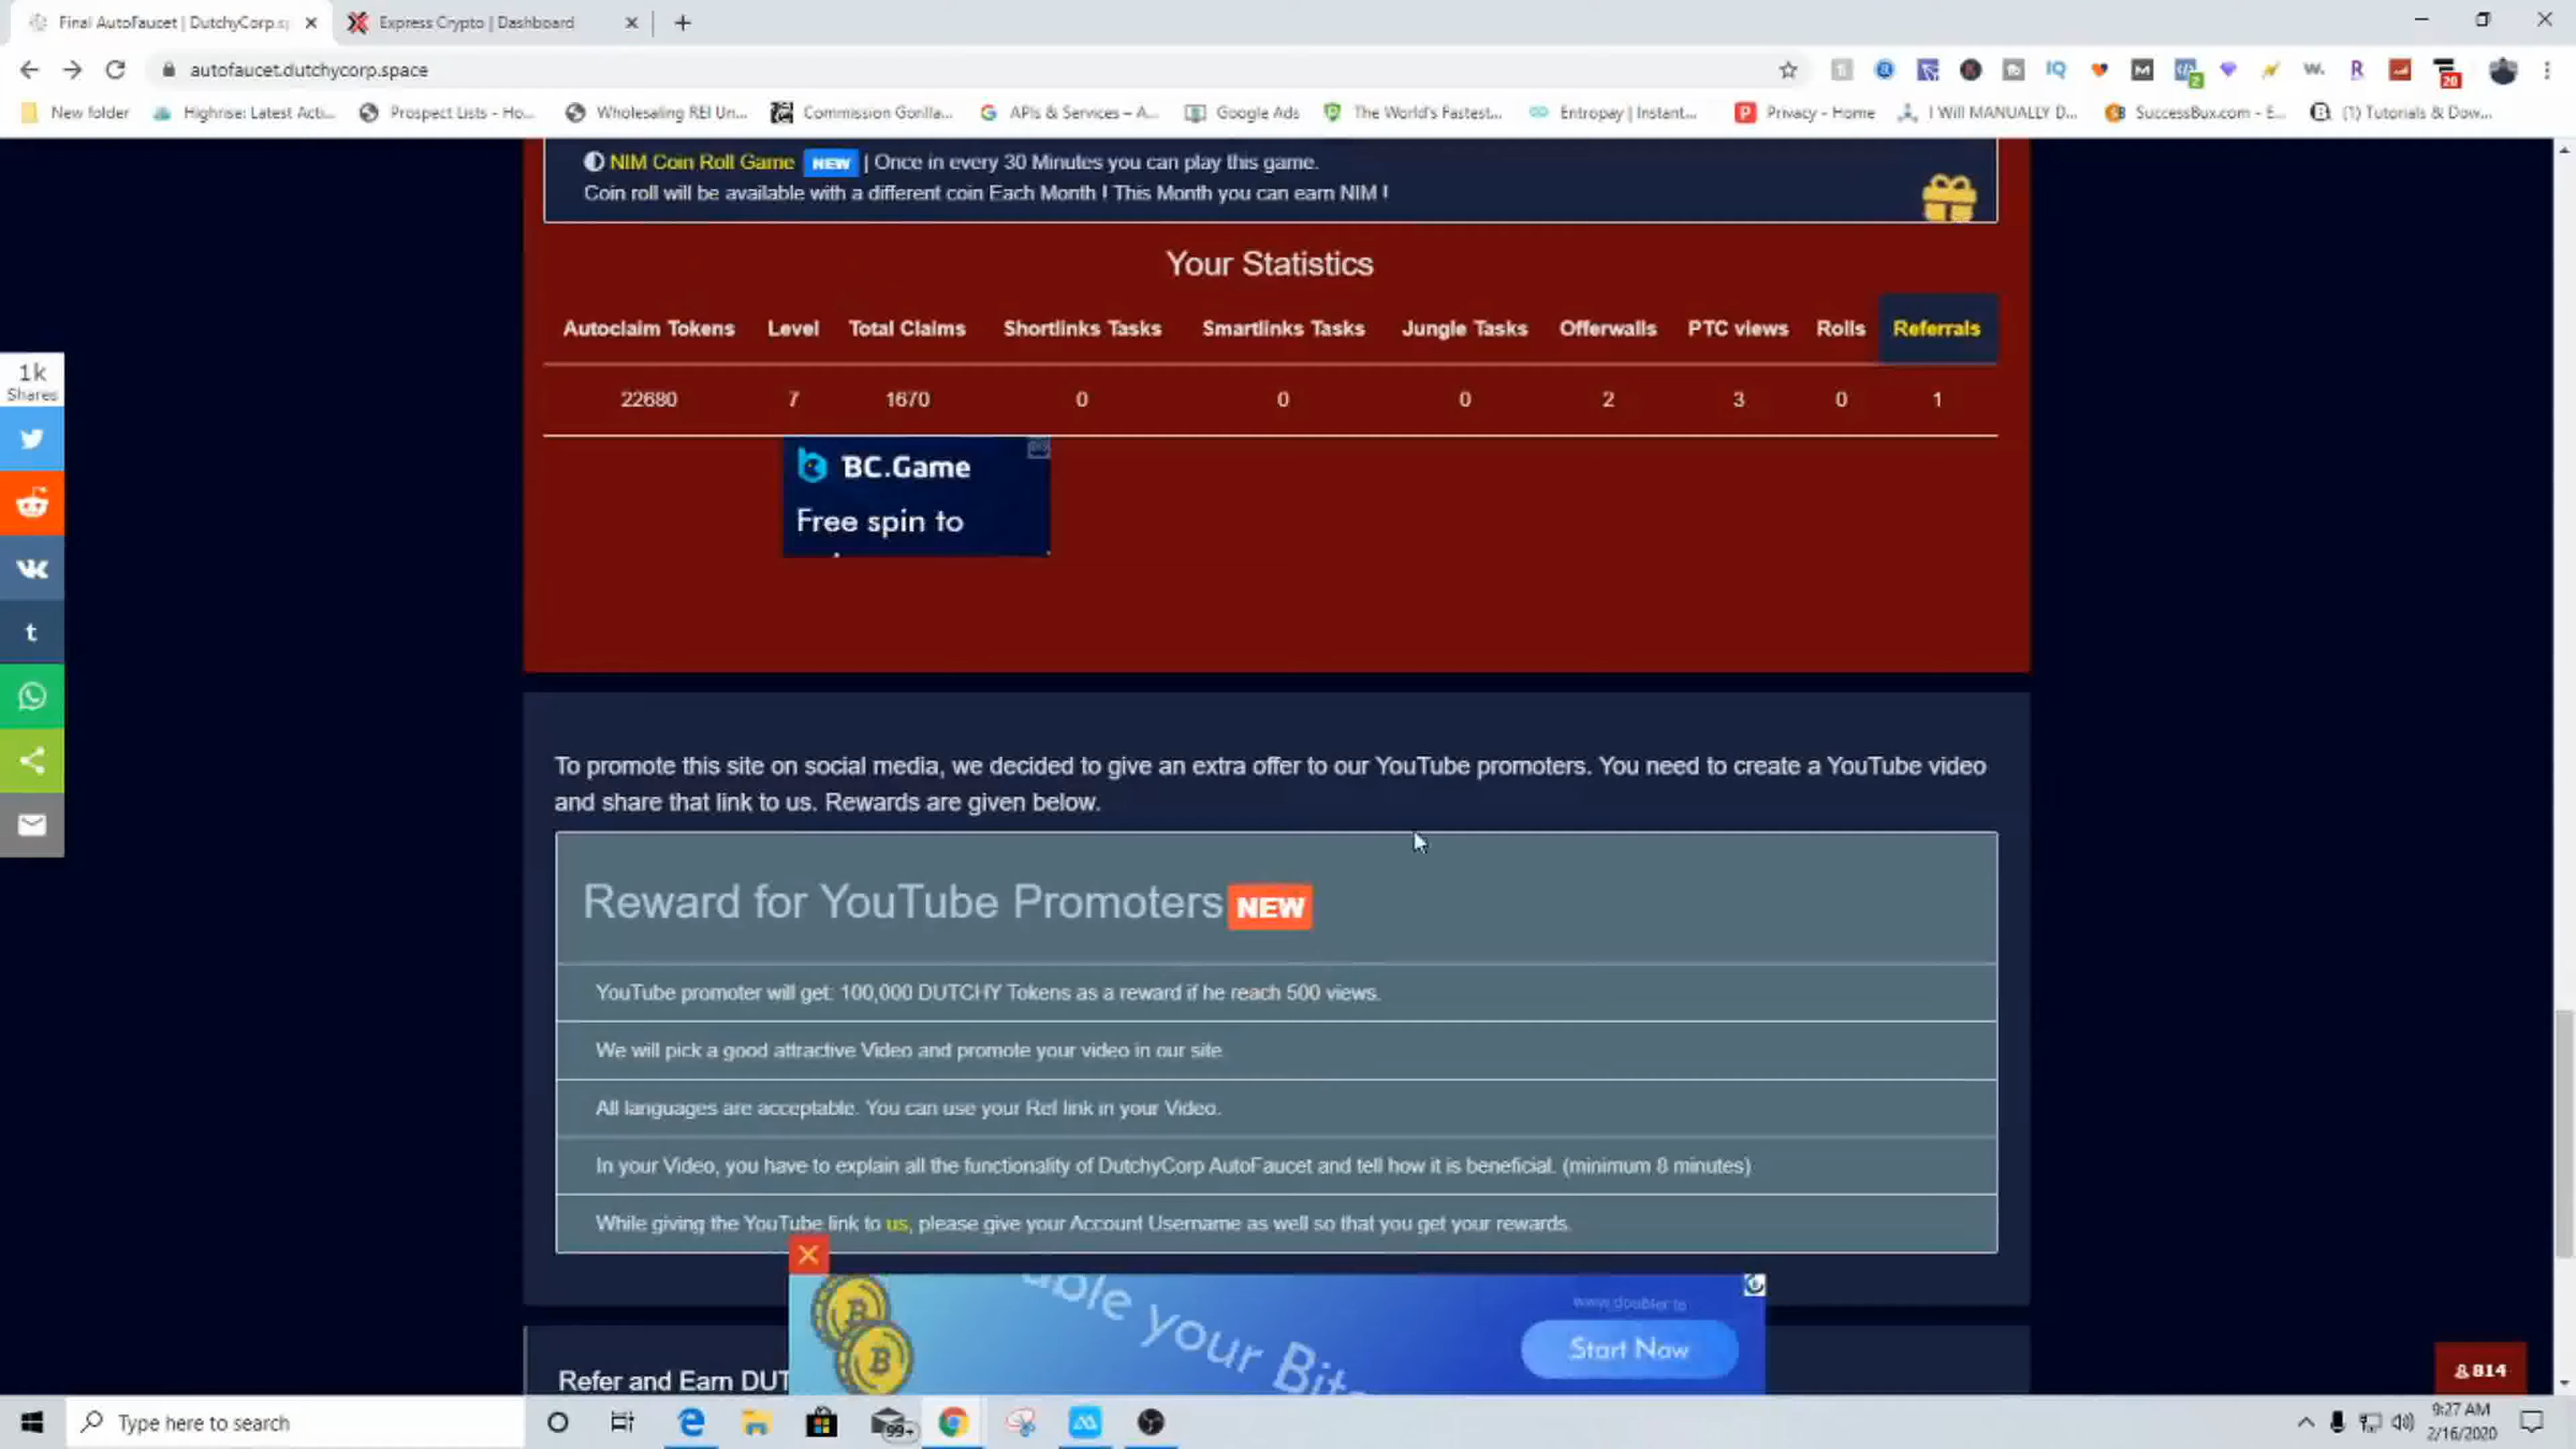 Final AutoFaucet | DutchyCorp.s
Express Crypto | Dashboard
autofaucet.dutchycorp.space
IQ
M
2
W.
R
20
New folder
Highrise: Latest Acti...
Prospect Lists - Ho...
Wholesaling REI Un...
Commission Gorilla...
APIs & Services – A...
Google Ads
The World's Fastest...
Entropay | Instant...
Privacy - Home
I Will MANUALLY D...
SuccessBux.com - E...
(1) Tutorials & Dow...
NIM Coin Roll Game NEW | Once in every 30 Minutes you can play this game.
Coin roll will be available with a different coin Each Month ! This Month you can earn NIM !
Your Statistics
Autoclaim Tokens Level Total Claims Shortlinks Tasks Smartlinks Tasks Jungle Tasks Offerwalls PTC views Rolls Referrals
22680 7 1670 0 0 0 2 3 0 1
1k
Shares
BC.Game
Free spin to
To promote this site on social media, we decided to give an extra offer to our YouTube promoters. You need to create a YouTube video
and share that link to us. Rewards are given below.
Reward for YouTube Promoters NEW
YouTube promoter will get: 100,000 DUTCHY Tokens as a reward if he reach 500 views.
We will pick a good attractive Video and promote your video in our site.
All languages are acceptable. You can use your Ref link in your Video.
In your Video, you have to explain all the functionality of DutchyCorp AutoFaucet and tell how it is beneficial. (minimum 8 minutes)
While giving the YouTube link to us, please give your Account Username as well so that you get your rewards.
your Bit
www.doubler.to
Start Now
Refer and Earn DUT
814
Type here to search
99+
9:27 AM
2/16/2020